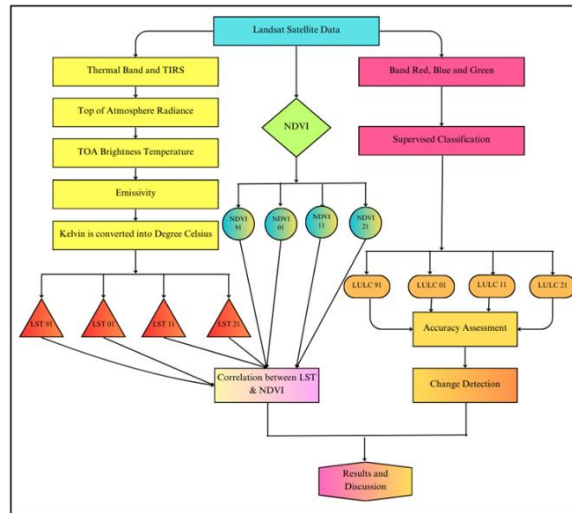 Landsat Satellite Data
Thermal Band and TIRS
Band Red, Blue and Green
Top of Atmosphere Radiance
NDVI
Supervised Classification
TOA Brightness Temperature
Emissivity
Kelvin is converted into Degree Celsius
NDVI
91
NDVI
01
NDVI
11
NDVI
21
LST 91
LST 01
LST 11
LST 21
LULC 91
LULC 01
LULC 11
LULC 21
Accuracy Assessment
Correlation between LST
& NDVI
Change Detection
Results and
Discussion